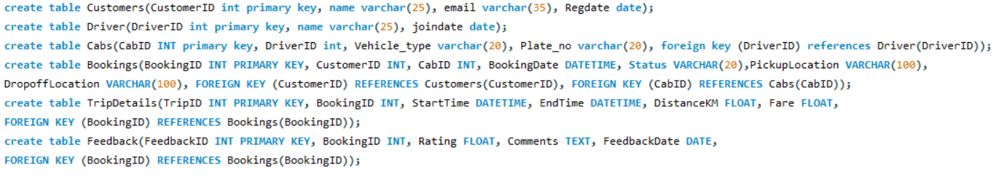 create table Customers(CustomerID int primary key, name varchar(25), email varchar(35), Regdate date);
create table Driver(DriverID int primary key, name varchar(25), joindate date);
create table Cabs(CabID INT primary key, DriverID int, Vehicle_type varchar(20), Plate_no varchar(20), foreign key (DriverID) references Driver(DriverID));
create table Bookings(BookingID INT PRIMARY KEY, CustomerID INT, CabID INT, BookingDate DATETIME, Status VARCHAR(20),PickupLocation VARCHAR(100),
DropoffLocation VARCHAR(100), FOREIGN KEY (CustomerID) REFERENCES Customers(CustomerID), FOREIGN KEY (CabID) REFERENCES Cabs(CabID));
create table TripDetails(TripID INT PRIMARY KEY, BookingID INT, StartTime DATETIME, EndTime DATETIME, DistanceKM FLOAT, Fare FLOAT,
FOREIGN KEY (BookingID) REFERENCES Bookings(BookingID));
create table Feedback(FeedbackID INT PRIMARY KEY, BookingID INT, Rating FLOAT, Comments TEXT, FeedbackDate DATE,
FOREIGN KEY (BookingID) REFERENCES Bookings(BookingID));